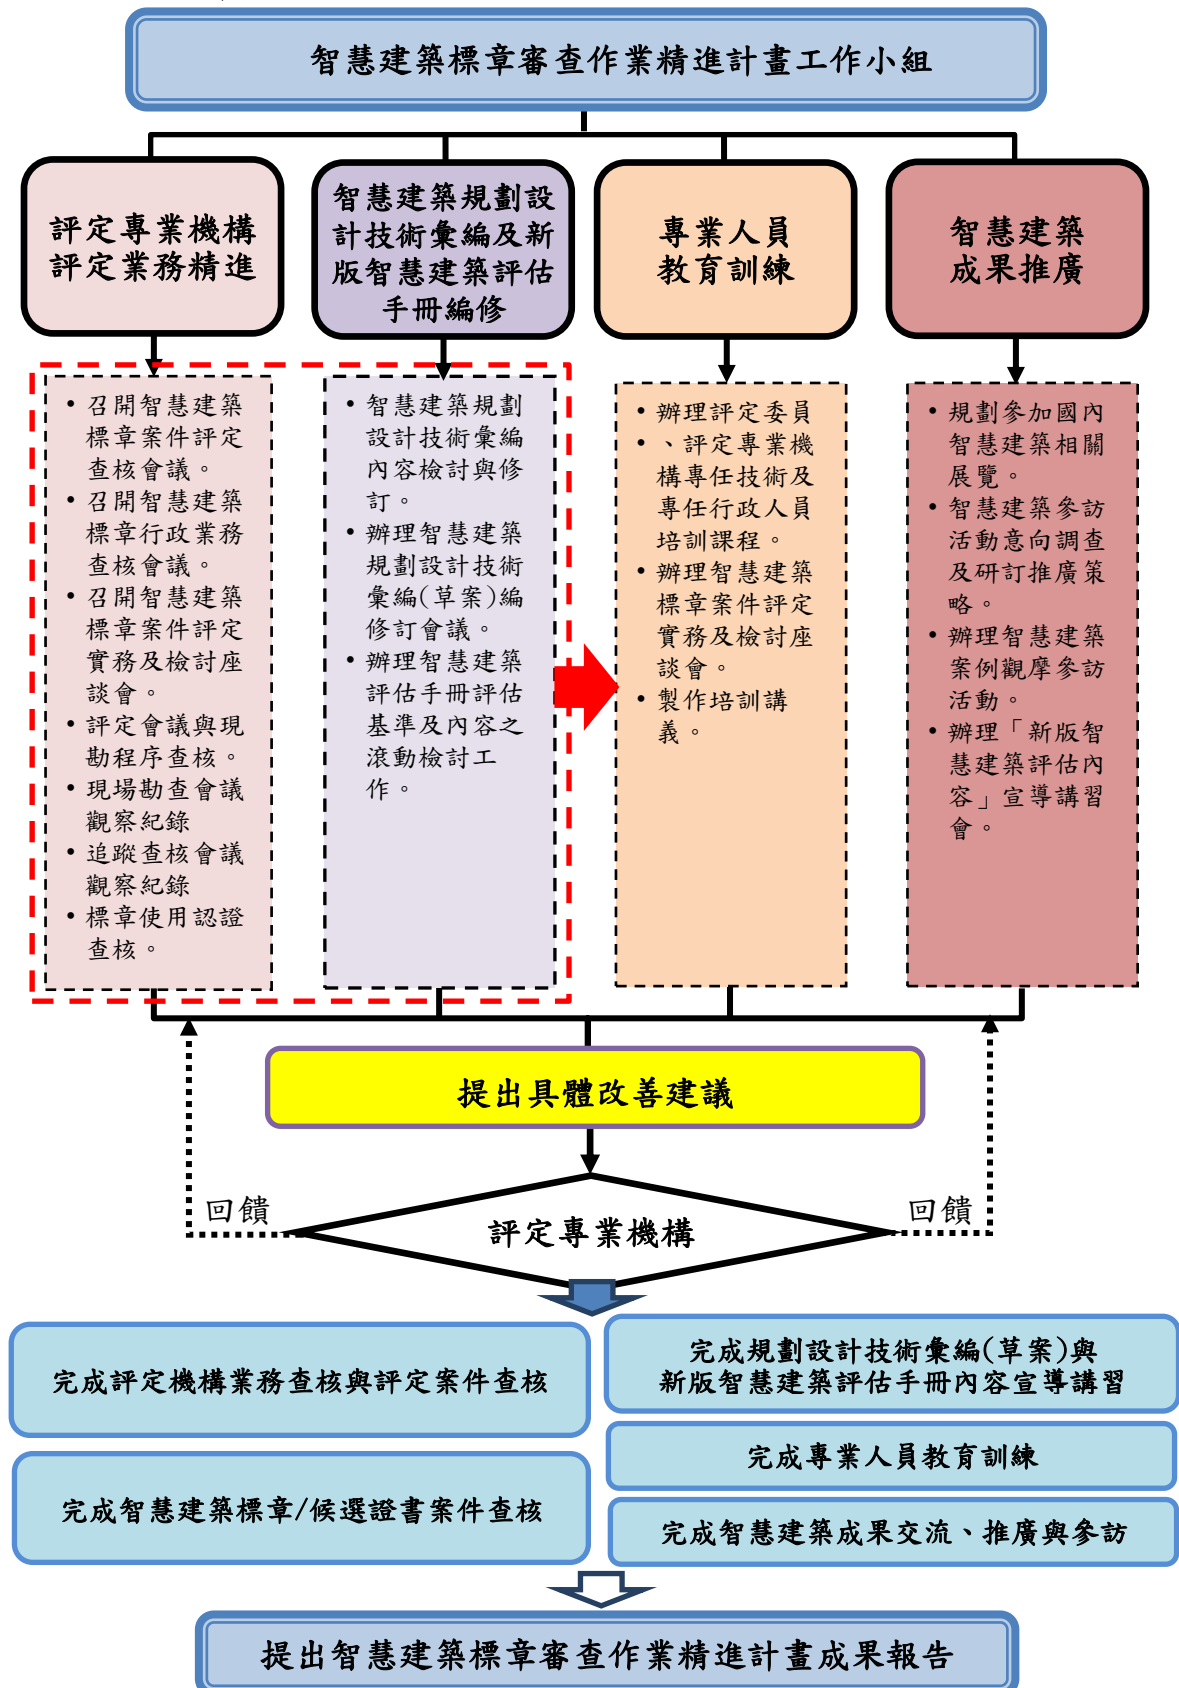 智慧建築標章審查作業精進計畫工作小組
評定專業機構
評定業務精進
智慧建築規劃設
計技術彙編及新
版智慧建築評估
手冊編修
專業人員
教育訓練
智慧建築
成果推廣
• 召開智慧建築
標章案件評定
查核會議。
• 召開智慧建築
標章行政業務
查核會議。
• 召開智慧建築
標章案件評定
實務及檢討座
談會。
• 評定會議與現
勘程序查核。
• 現場勘查會議
觀察紀錄
• 追蹤查核會議
觀察紀錄
• 標章使用認證
查核。
• 智慧建築規劃
設計技術彙編
內容檢討與修
訂。
• 辦理智慧建築
規劃設計技術
彙編(草案)編
修訂會議。
• 辦理智慧建築
評估手冊評估
基準及內容之
滾動檢討工
作。
• 辦理評定委員
• 、評定專業機
構專任技術及
專任行政人員
培訓課程。
• 辦理智慧建築
標章案件評定
實務及檢討座
談會。
• 製作培訓講
義。
• 規劃參加國內
智慧建築相關
展覽。
• 智慧建築參訪
活動意向調查
及研訂推廣策
略。
• 辦理智慧建築
案例觀摩參訪
活動。
• 辦理「新版智
慧建築評估內
容」宣導講習
會。
提出具體改善建議
回饋
評定專業機構
回饋
完成評定機構業務查核與評定案件查核
完成規劃設計技術彙編(草案)與
新版智慧建築評估手冊內容宣導講習
完成專業人員教育訓練
完成智慧建築標章/候選證書案件查核
完成智慧建築成果交流、推廣與參訪
提出智慧建築標章審查作業精進計畫成果報告